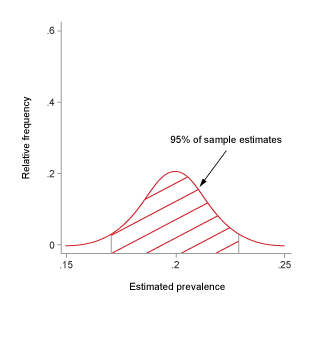 .6
.4
.2
0
Relative frequency
95% of sample estimates
.15
.2
.25
Estimated prevalence